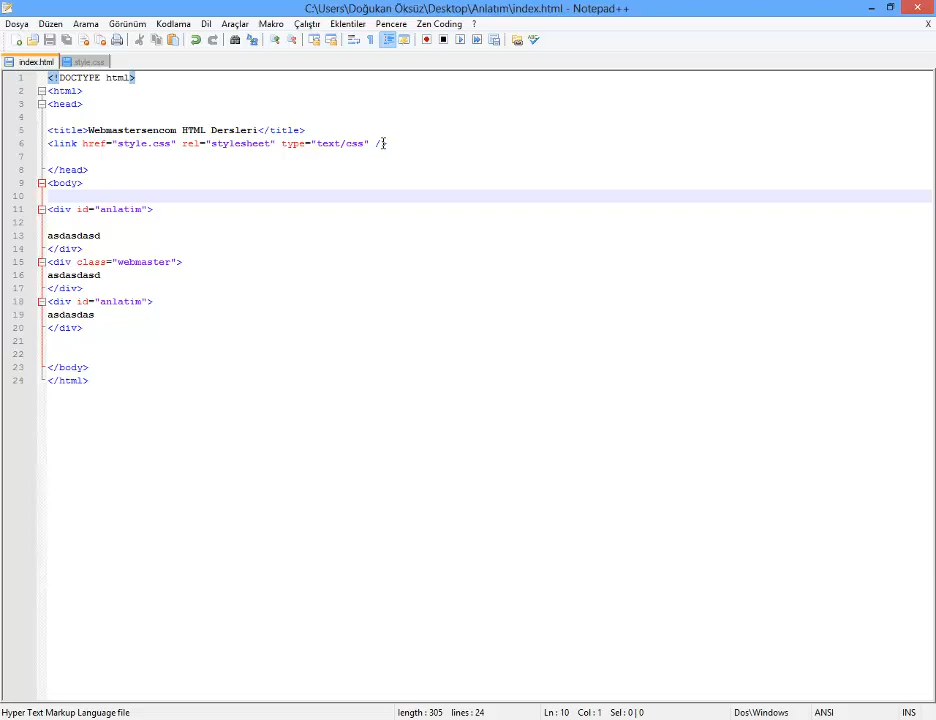 C:\Users\Doğukan Öksüz\Desktop\Anlatım\index.html - Notepad++
Dosya Düzen Arama Görünüm Kodlama Dil Araçlar Makro Çalıştır Eklentiler Pencere Zen Coding ? X
index.html style.css
1 <!DOCTYPE html>
2 <html>
3 <head>
4
5 <title>Webmastersencom HTML Dersleri</title>
6 <link href="style.css" rel="stylesheet" type="text/css" />
7
8 </head>
9 <body>
10
11 <div id="anlatim">
12
13 asdasdasd
14 </div>
15 <div class="webmaster">
16 asdasdasd
17 </div>
18 <div id="anlatim">
19 asdasdas
20 </div>
21
22
23 </body>
24 </html>
Hyper Text Markup Language file length : 305 lines : 24 Ln : 10 Col : 1 Sel : 0 | 0 Dos\Windows ANSI INS